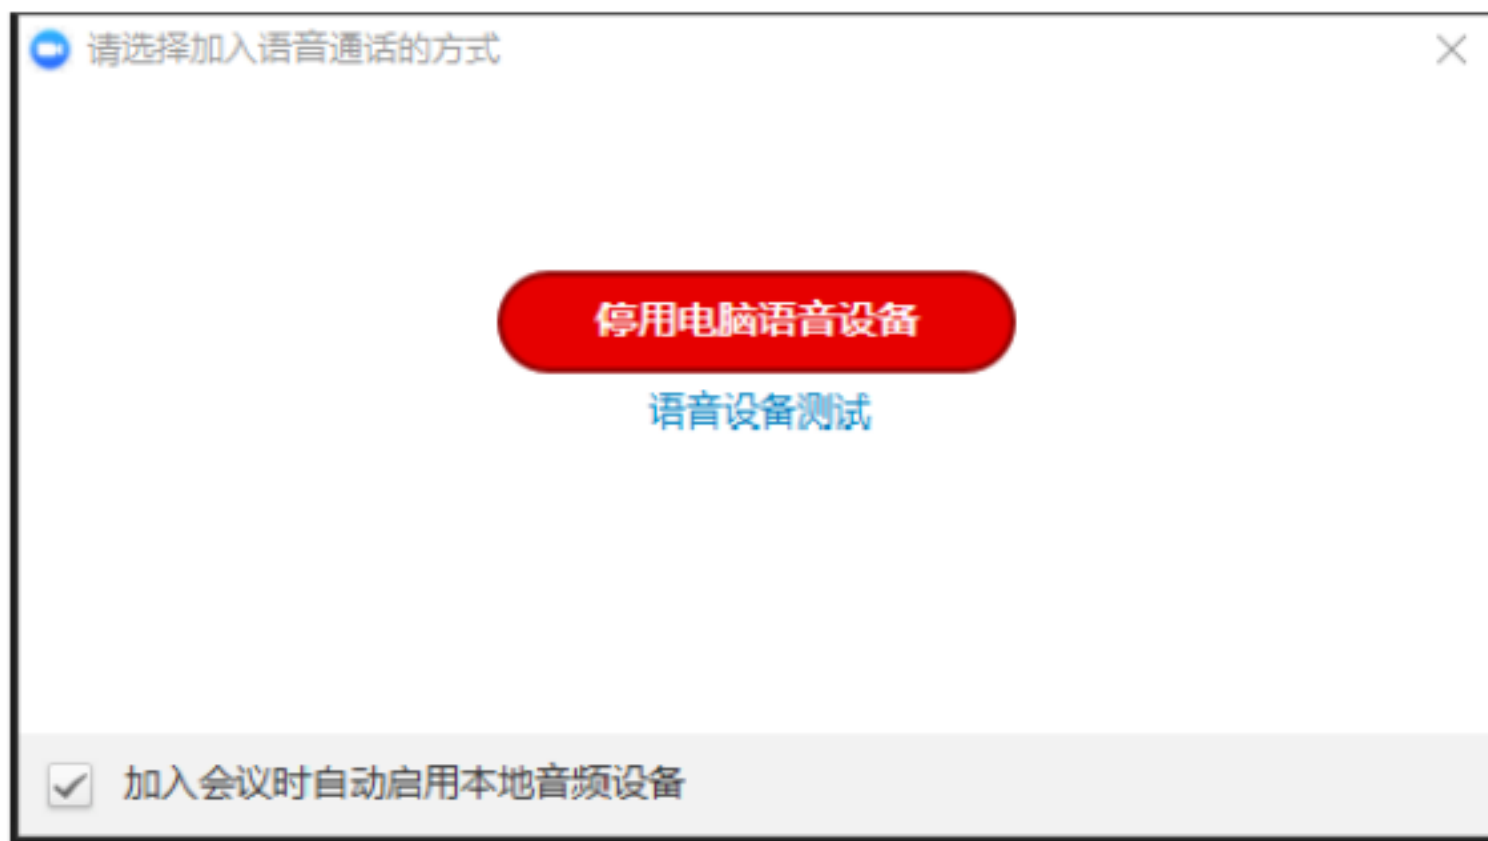 请选择加入语音通话的方式
停用电脑语音设备
语音设备测试
加入会议时自动启用本地音频设备